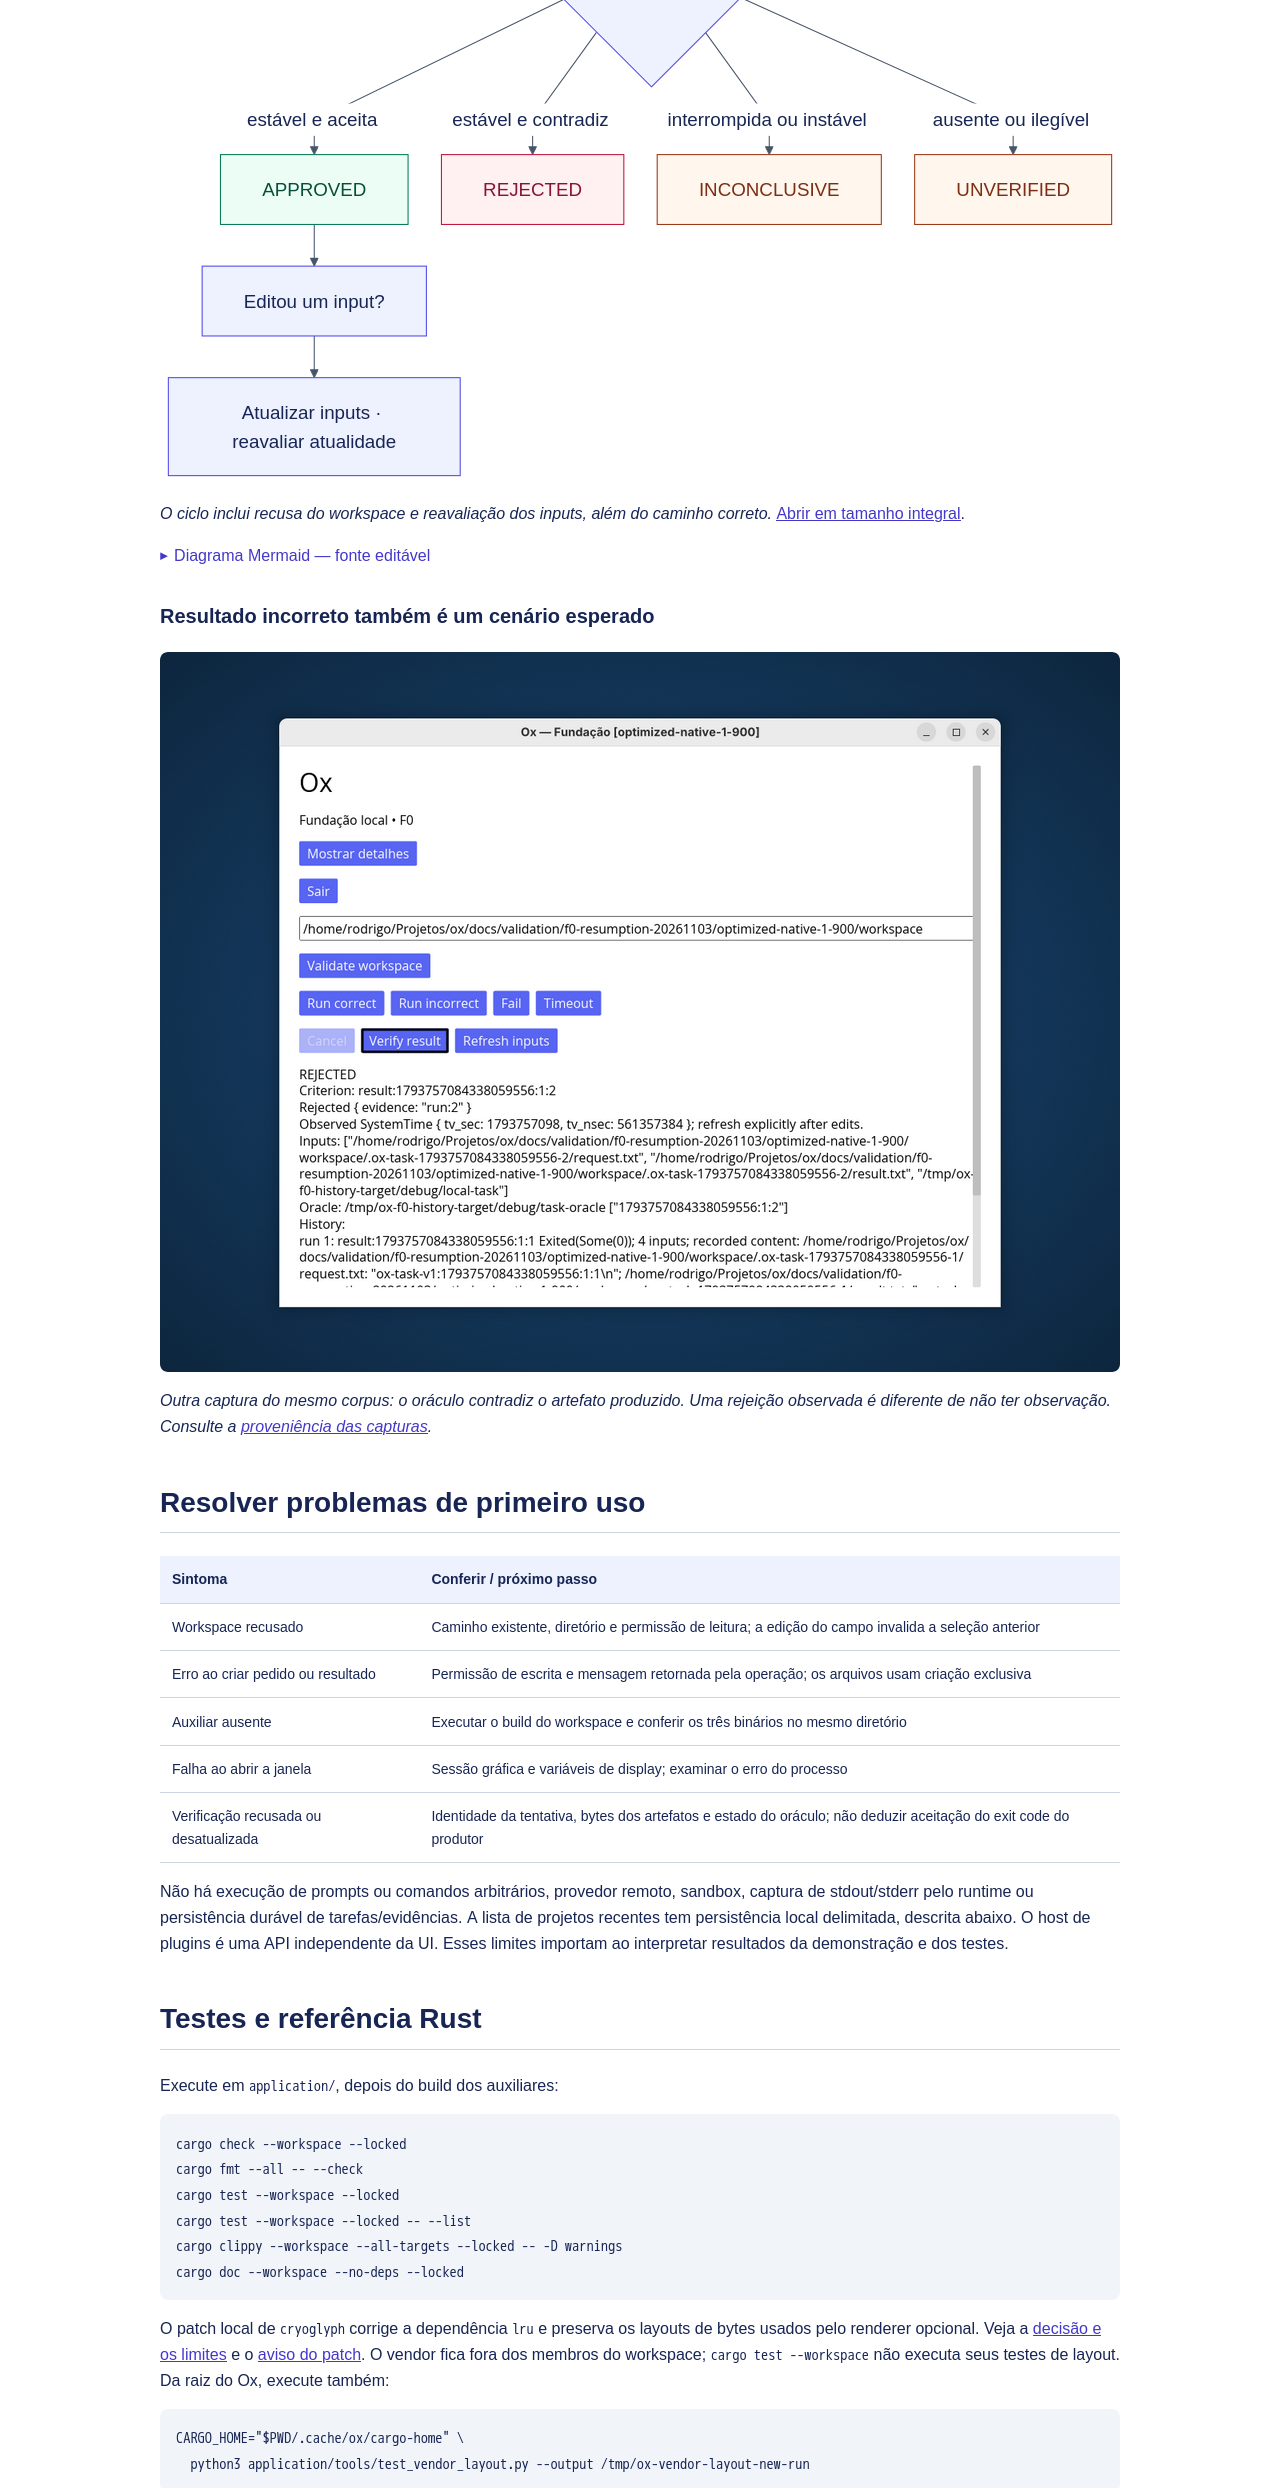 estável e aceita
estável e contradiz
interrompida ou instável
ausente ou ilegível
APPROVED
REJECTED
INCONCLUSIVE
UNVERIFIED
Editou um input?
Atualizar inputs ·
reavaliar atualidade
O ciclo inclui recusa do workspace e reavaliação dos inputs, além do caminho correto. Abrir em tamanho integral.
▸ Diagrama Mermaid — fonte editável
Resultado incorreto também é um cenário esperado
Ox — Fundação [optimized-native-1-900]
Ox
Fundação local • F0
Mostrar detalhes
Sair
/home/rodrigo/Projetos/ox/docs/validation/f0-resumption-20261103/optimized-native-1-900/workspace
Validate workspace
Run correct Run incorrect Fail Timeout
Cancel Verify result Refresh inputs
REJECTED
Criterion: result:1793757084338059556:1:2
Rejected { evidence: "run:2" }
Observed SystemTime { tv_sec: 1793757098, tv_nsec: 561357384 }; refresh explicitly after edits.
Inputs: ["/home/rodrigo/Projetos/ox/docs/validation/f0-resumption-20261103/optimized-native-1-900/
workspace/.ox-task-1793757084338059556-2/request.txt", "/home/rodrigo/Projetos/ox/docs/validation/f0-
resumption-20261103/optimized-native-1-900/workspace/.ox-task-1793757084338059556-2/result.txt", "/tmp/ox-
f0-history-target/debug/local-task"]
Oracle: /tmp/ox-f0-history-target/debug/task-oracle ["1793757084338059556:1:2"]
History:
run 1: result:1793757084338059556:1:1 Exited(Some(0)); 4 inputs; recorded content: /home/rodrigo/Projetos/ox/
docs/validation/f0-resumption-20261103/optimized-native-1-900/workspace/.ox-task-1793757084338059556-1/
request.txt: "ox-task-v1:1793757084338059556:1:1\n"; /home/rodrigo/Projetos/ox/docs/validation/f0-
Outra captura do mesmo corpus: o oráculo contradiz o artefato produzido. Uma rejeição observada é diferente de não ter observação.
Consulte a proveniência das capturas.
Resolver problemas de primeiro uso
Sintoma Conferir / próximo passo
Workspace recusado Caminho existente, diretório e permissão de leitura; a edição do campo invalida a seleção anterior
Erro ao criar pedido ou resultado Permissão de escrita e mensagem retornada pela operação; os arquivos usam criação exclusiva
Auxiliar ausente Executar o build do workspace e conferir os três binários no mesmo diretório
Falha ao abrir a janela Sessão gráfica e variáveis de display; examinar o erro do processo
Verificação recusada ou Identidade da tentativa, bytes dos artefatos e estado do oráculo; não deduzir aceitação do exit code do
desatualizada produtor
Não há execução de prompts ou comandos arbitrários, provedor remoto, sandbox, captura de stdout/stderr pelo runtime ou
persistência durável de tarefas/evidências. A lista de projetos recentes tem persistência local delimitada, descrita abaixo. O host de
plugins é uma API independente da UI. Esses limites importam ao interpretar resultados da demonstração e dos testes.
Testes e referência Rust
Execute em application/, depois do build dos auxiliares:
cargo check --workspace --locked
cargo fmt --all -- --check
cargo test --workspace --locked
cargo test --workspace --locked -- --list
cargo clippy --workspace --all-targets --locked -- -D warnings
cargo doc --workspace --no-deps --locked
O patch local de cryoglyph corrige a dependência lru e preserva os layouts de bytes usados pelo renderer opcional. Veja a decisão e
os limites e o aviso do patch. O vendor fica fora dos membros do workspace; cargo test --workspace não executa seus testes de layout.
Da raiz do Ox, execute também:
CARGO_HOME="$PWD/.cache/ox/cargo-home" \
python3 application/tools/test_vendor_layout.py --output /tmp/ox-vendor-layout-new-run